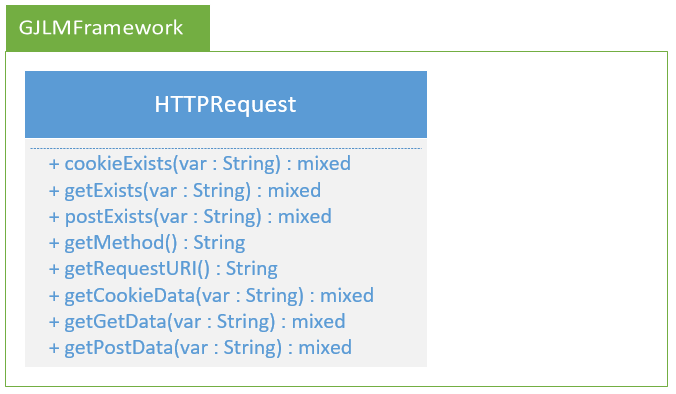 GJLMFramework
HTTPRequest
+ cookieExists(var : String) : mixed
+ getExists(var : String) : mixed
+ postExists(var : String) : mixed
+ getMethod() : String
+ getRequestURI() : String
+ getCookieData(var : String) : mixed
+ getGetData(var : String) : mixed
+ getPostData(var : String) : mixed